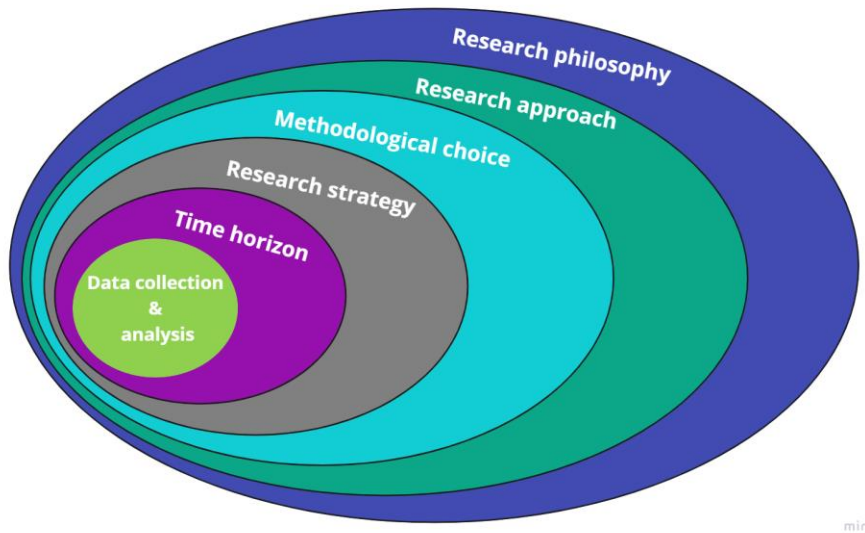 Research philosophy
Research approach
Methodological choice
Research strategy
Time horizon
Data collection
&
analysis